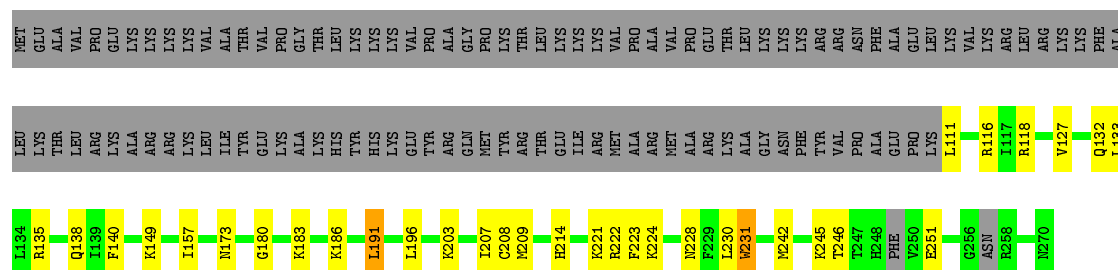 MET GLU ALA VAL PRO GLU LYS LYS LYS LYS VAL ALA THR VAL PRO GLY THR LEU LYS LYS LYS VAL PRO ALA GLY PRO LYS THR LEU LYS LYS LYS LYS VAL PRO ALA VAL PRO GLU THR LEU LYS LYS LYS ARG ARG ASN PHE ALA GLU LEU LYS VAL LYS ARG LEU ARG LYS LYS PHE ALA
LEU LYS THR LEU ARG LYS ALA ARG ARG LYS LEU ILE TYR GLU LYS ALA LYS HIS TYR HIS LYS GLU TYR ARG GLN MET TYR ARG THR GLU ILE ARG MET ALA ARG MET ALA ARG LYS ALA GLY ASN PHE TYR VAL PRO ALA GLU PRO LYS L111 R116 I117 R118 V127 Q132 L133
L134 R135 Q138 I139 F140 K149 I157 N173 G180 K183 K186 L191 L196 K203 I207 C208 M209 H214 K221 R222 F223 K224 N228 F229 L230 W231 M242 K245 T246 T247 H248 PHE V250 E251 G256 ASN R258 N270